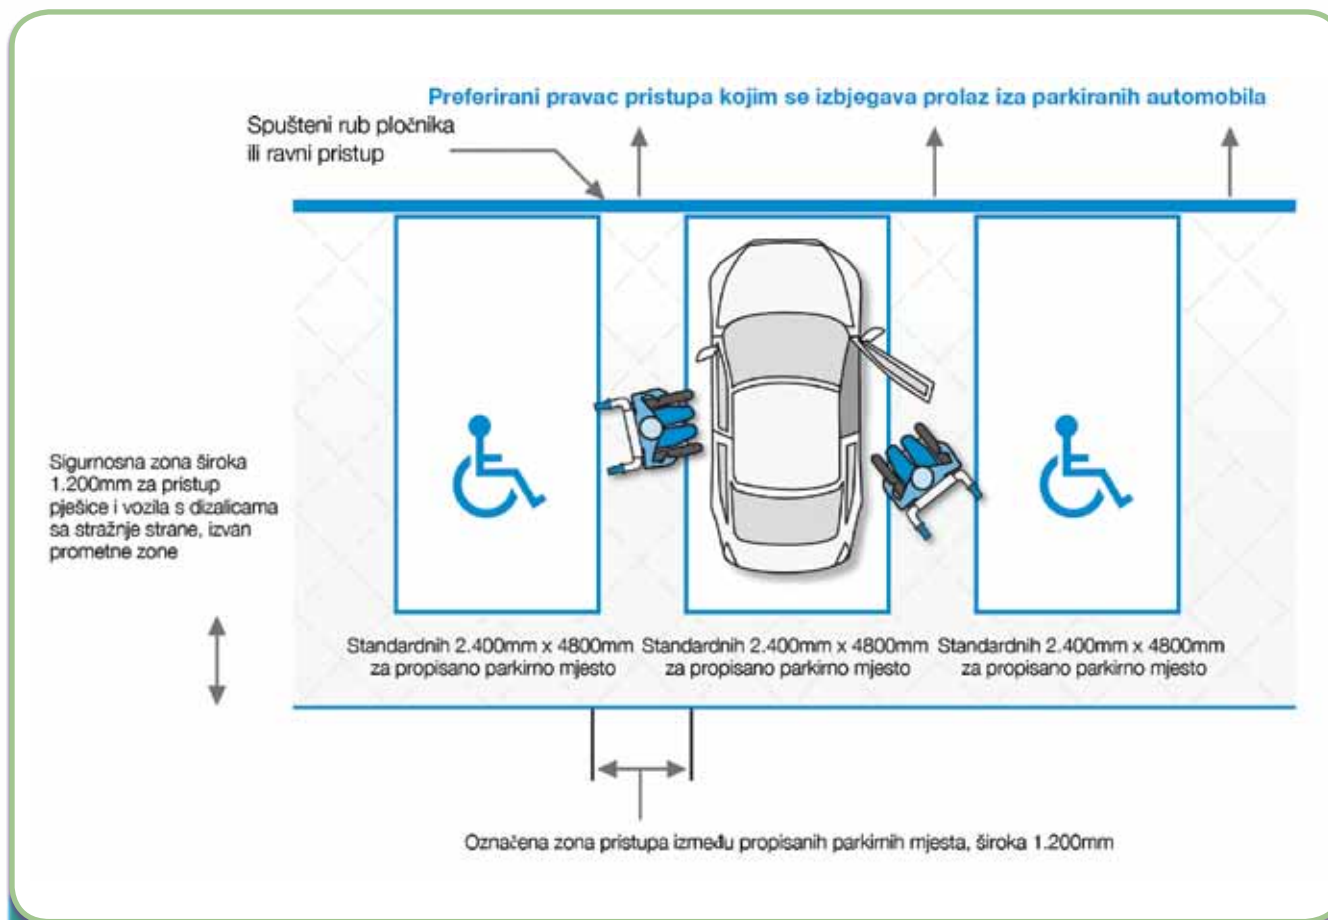 Preferirani pravac pristupa kojim se izbjegava prolaz iza parkiranih automobila
Spušteni rub pločnika
ili ravni pristup
Sigurnosna zona široka
1.200mm za pristup
pješice i vozila s dizalicama
sa stražnje strane, izvan
prometne zone
Standardnih 2.400mm x 4800mm
za propisano parkirno mjesto
Standardnih 2.400mm x 4800mm
za propisano parkirno mjesto
Standardnih 2.400mm x 4800mm
za propisano parkirno mjesto
Označena zona pristupa između propisanih parkirnih mjesta, široka 1.200mm